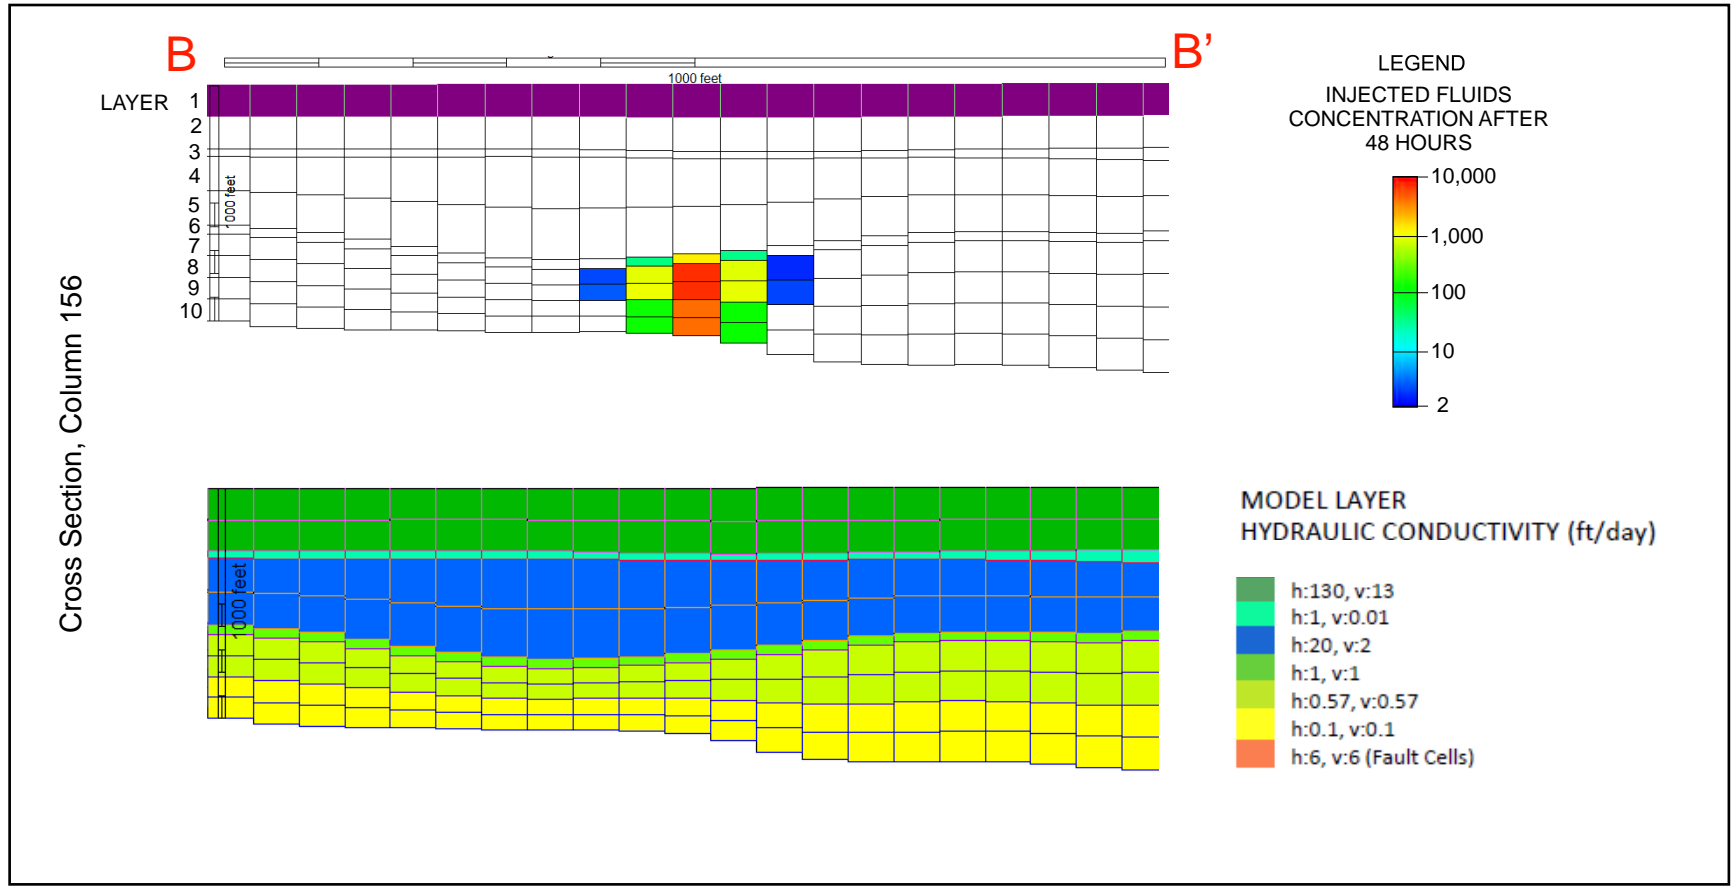 B
B’
1000 feet
LAYER
1
2
3
4
5
6
7
8
9
10
1000 feet
Cross Section, Column 156
LEGEND
INJECTED FLUIDS
CONCENTRATION AFTER
48 HOURS
10,000
1,000
100
10
2
1000 feet
MODEL LAYER
HYDRAULIC CONDUCTIVITY (ft/day)
h:130, v:13
h:1, v:0.01
h:20, v:2
h:1, v:1
h:0.57, v:0.57
h:0.1, v:0.1
h:6, v:6 (Fault Cells)